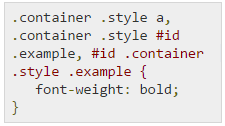 .container .style a,
.container .style #id
.example, #id .container
.style .example {
   font-weight: bold;
}